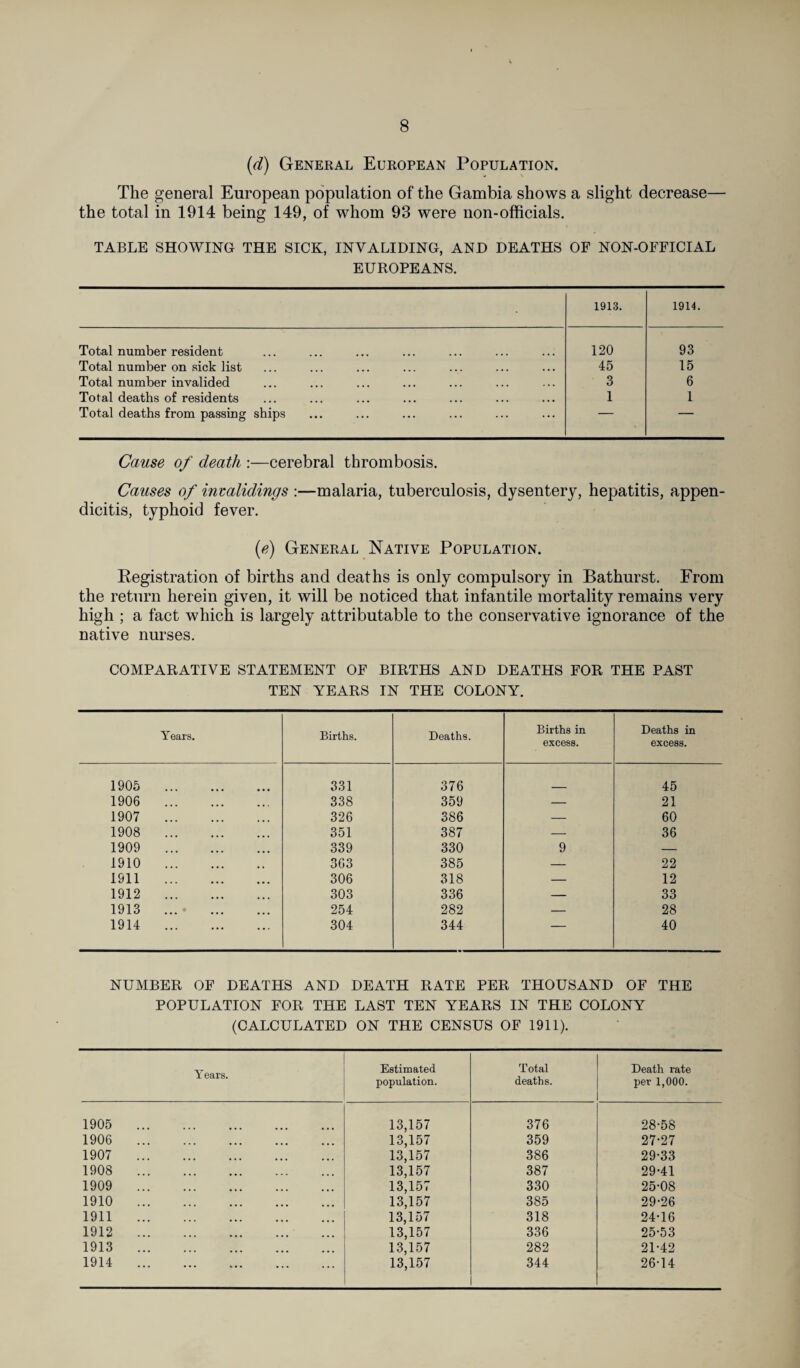 8
(d) General European Population.
The general European population of the Gambia shows a slight decrease—
the total in 1914 being 149, of whom 93 were non-officials.
TABLE SHOWING THE SICK, INVALIDING, AND DEATHS OF NON-OFFICIAL
EUROPEANS.
1913. 1914.
Total number resident ... ... ... ... ... ... ... 120 93
Total number on sick list ... ... ... ... ... ... ... 45 15
Total number invalided ... ... ... ... ... ... ... 3 6
Total deaths of residents ... ... ... ... ... ... ... 1 1
Total deaths from passing ships ... ... ... ... ... ... — —
Cause of death :—cerebral thrombosis.
Causes of invalidings :—malaria, tuberculosis, dysentery, hepatitis, appen-
dicitis, typhoid fever.
(e) General Native Population.
Registration of births and deaths is only compulsory in Bathurst. From
the return herein given, it will be noticed that infantile mortality remains very
high ; a fact which is largely attributable to the conservative ignorance of the
native nurses.
COMPARATIVE STATEMENT OF BIRTHS AND DEATHS FOR THE PAST
TEN YEARS IN THE COLONY.
Years. Births. Deaths. Births in excess. Deaths in excess.
1905 ... ... ... 331 376 — 45
1906 ... ... ... 338 359 — 21
1907 ... ... ... 326 386 — 60
1908 ... ... ... 351 387 — 36
1909 ... ... ... 339 330 9 —
1910 ... ... .. 363 385 — 22
1911 ... ... ... 306 318 — 12
1912 ... ... ... 303 336 — 33
1913 ... ... ... 254 282 — 28
1914 ... ... ... 304 344 — 40
NUMBER OF DEATHS AND DEATH RATE PER THOUSAND OF THE
POPULATION FOR THE LAST TEN YEARS IN THE COLONY
(CALCULATED ON THE CENSUS OF 1911).
Years. Estimated population. Total deaths. Death rate per 1,000.
1905 ... ... ... ... ... 13,157 376 28·58
1906 ... ... ... ... ... 13,157 359 27·27
1907 ... ... ... ... ... 13,157 386 29·33
1908 ... ... ... ... ... 13,157 387 29·41
1909 ... ... ... ... ... 13,157 330 25·08
1910 ... ... ... ... ... 13,157 385 29·26
1911 ... ... ... ... ... 13,157 318 24·16
1912 ... ... ... ... ... 13,157 336 25·53
1913 ... ... ... ... ... 13,157 282 21·42
1914 ... ... ... ... ... 13,157 344 26·14